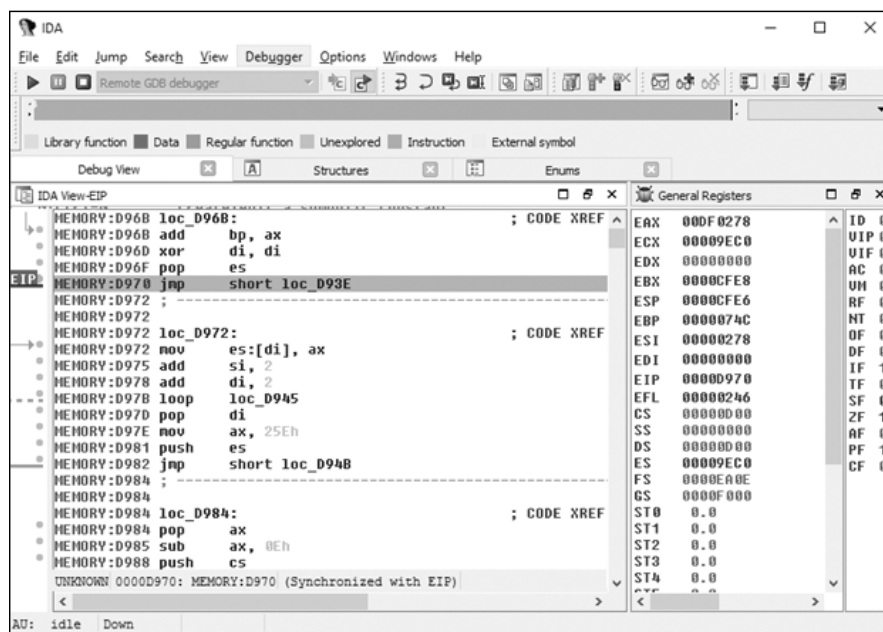 IDA
File Edit Jump Search View Debugger Options Windows Help
Remote GDB debugger
Library function Data Regular function Unexplored Instruction External symbol
Debug View Structures Enums
IDA View-EIP
MEMORY:D96B loc_D96B: ; CODE XREF
MEMORY:D96B add bp, ax
MEMORY:D96D xor di, di
MEMORY:D96F pop es
EIP MEMORY:D970 jmp short loc_D93E
MEMORY:D972 ; ----------------------------------------
MEMORY:D972
MEMORY:D972 loc_D972: ; CODE XREF
MEMORY:D972 mov es:[di], ax
MEMORY:D975 add si, 2
MEMORY:D978 add di, 2
MEMORY:D97B loop loc_D945
MEMORY:D97D pop di
MEMORY:D97E mov ax, 25Eh
MEMORY:D981 push es
MEMORY:D982 jmp short loc_D94B
MEMORY:D984 ; ----------------------------------------
MEMORY:D984
MEMORY:D984 loc_D984: ; CODE XREF
MEMORY:D984 pop ax
MEMORY:D985 sub ax, 0Eh
MEMORY:D988 push cs
UNKNOWN 0000D970: MEMORY:D970 (Synchronized with EIP)
General Registers
EAX 00DF0278
ECX 00009EC0
EDX 00000000
EBX 0000CFE8
ESP 0000CFE6
EBP 0000074C
ESI 00000278
EDI 00000000
EIP 0000D970
EFL 00000246
CS 00000D00
SS 00000000
DS 00000D00
ES 00009EC0
FS 0000EA0E
GS 0000F000
ST0 0.0
ST1 0.0
ST2 0.0
ST3 0.0
ST4 0.0
ID
VIP
VIF
AC
VM
RF
NT
OF
DF
IF 1
TF
SF
ZF 1
AF
PF 1
CF
AU: idle Down